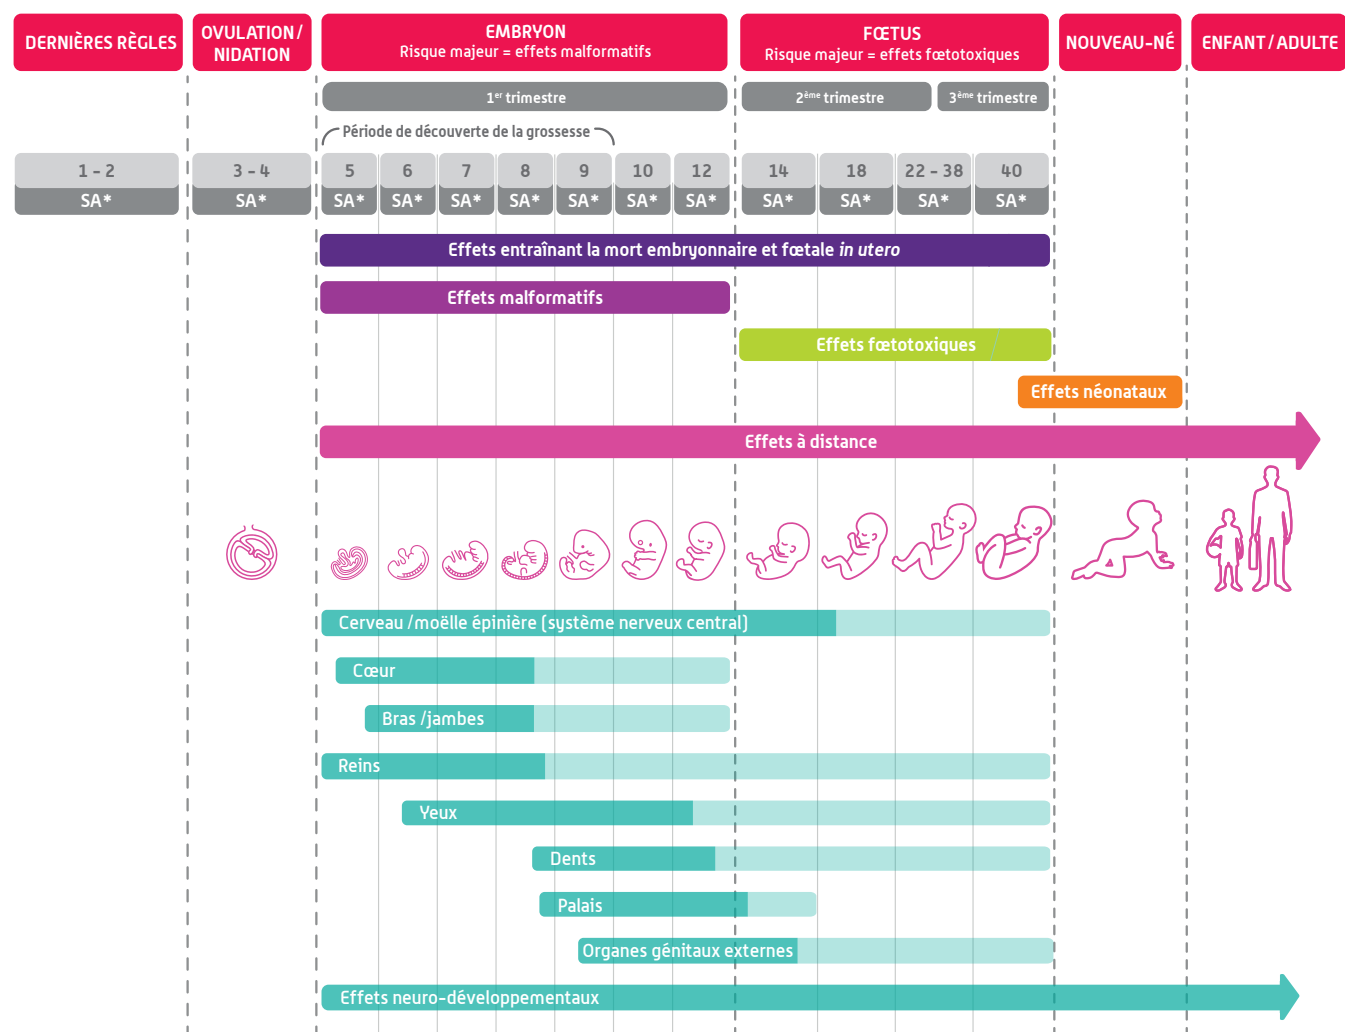 DERNIÈRES RÈGLES
OVULATION /
NIDATION
EMBRYON
Risque majeur = effets malformatifs
FŒTUS
Risque majeur = effets fœtotoxiques
NOUVEAU-NÉ
ENFANT / ADULTE
1er trimestre
2ème trimestre
3ème trimestre
Période de découverte de la grossesse
1 - 2
3 - 4
5
6
7
8
9
10
12
14
18
22 - 38
40
SA*
SA*
SA*
SA*
SA*
SA*
SA*
SA*
SA*
SA*
SA*
SA*
SA*
Effets entraînant la mort embryonnaire et fœtale in utero
Effets malformatifs
Effets fœtotoxiques
Effets néonataux
Effets à distance
Cerveau /moëlle épinière (système nerveux central)
Cœur
Bras /jambes
Reins
Yeux
Dents
Palais
Organes génitaux externes
Effets neuro-développementaux